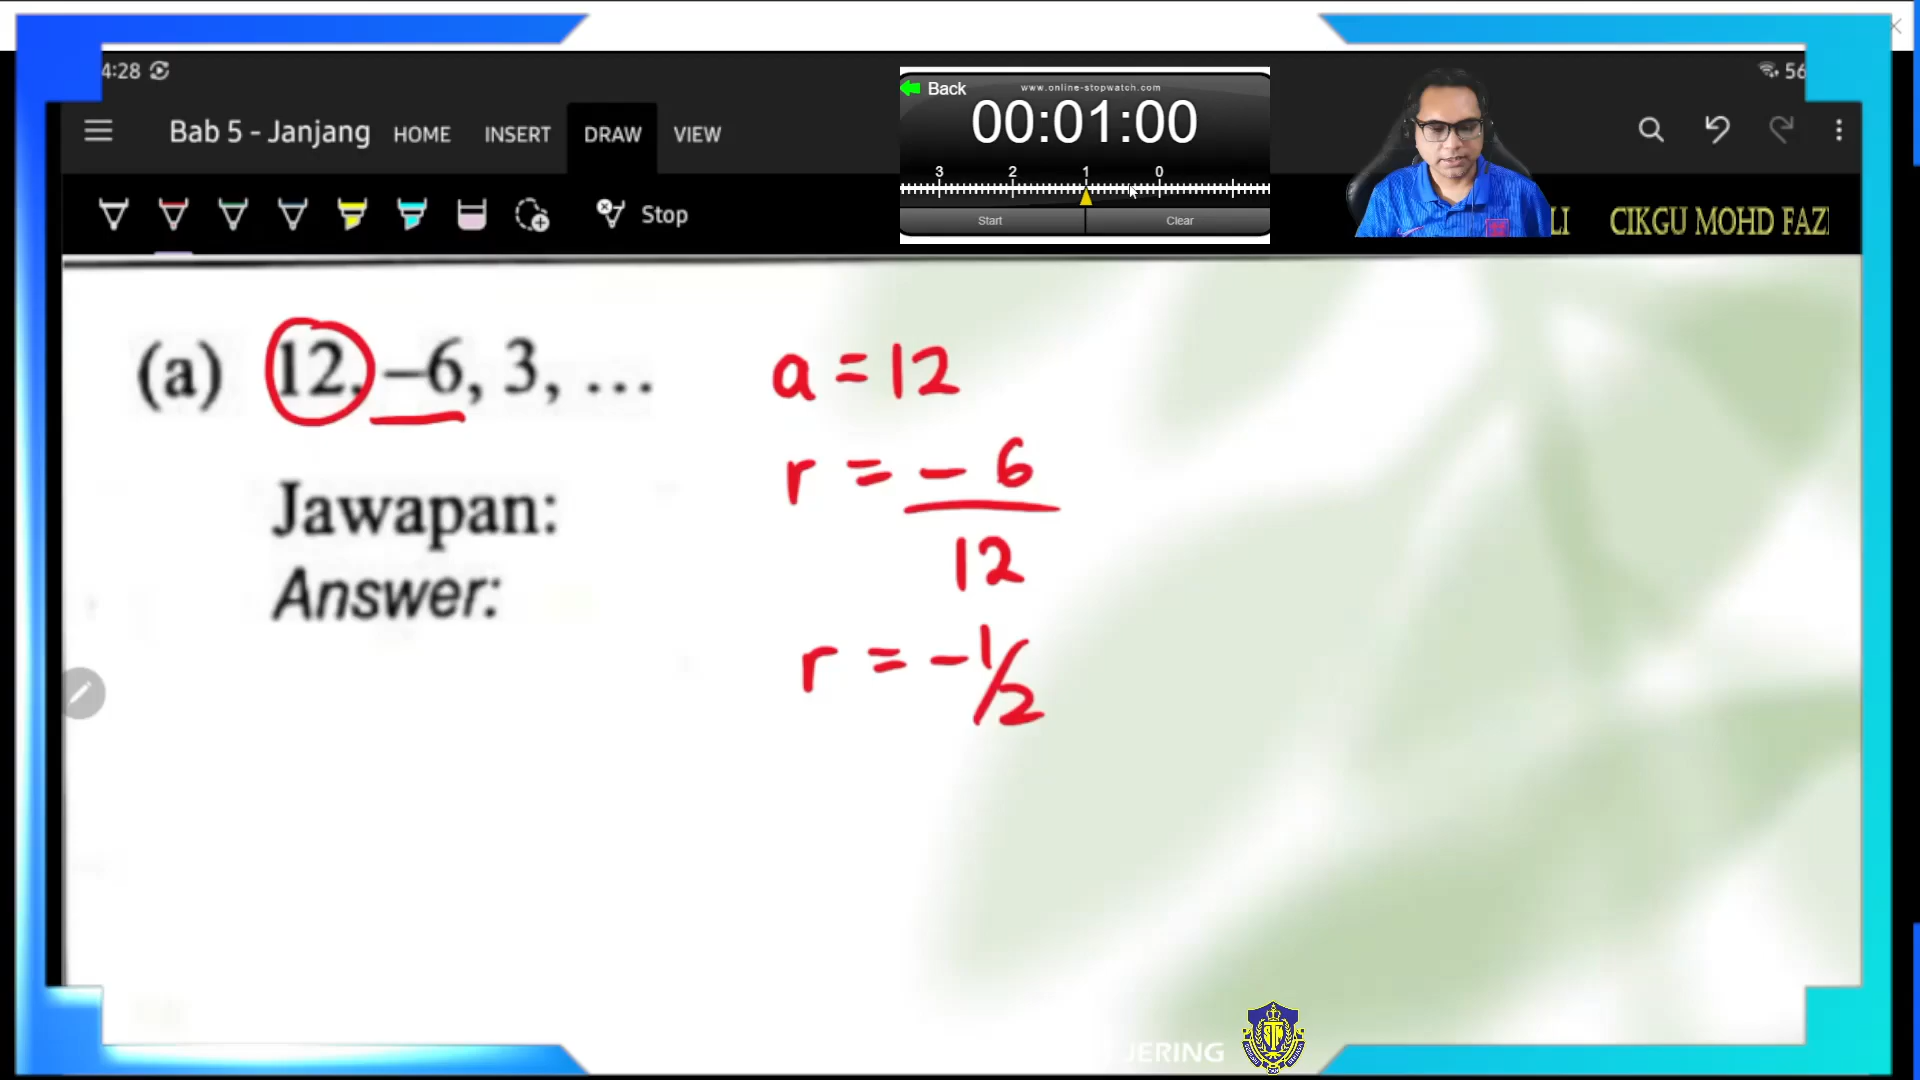 4:28
56
Back
www.online-stopwatch.com
00:01:00
3 2 1 0
Start
Clear
Bab 5 - Janjang
HOME
INSERT
DRAW
VIEW
Stop
LI CIKGU MOHD FAZ
(a) 12, –6, 3, …
Jawapan:
Answer:
a = 12
r = - 6
12
r = -1/2
JERING